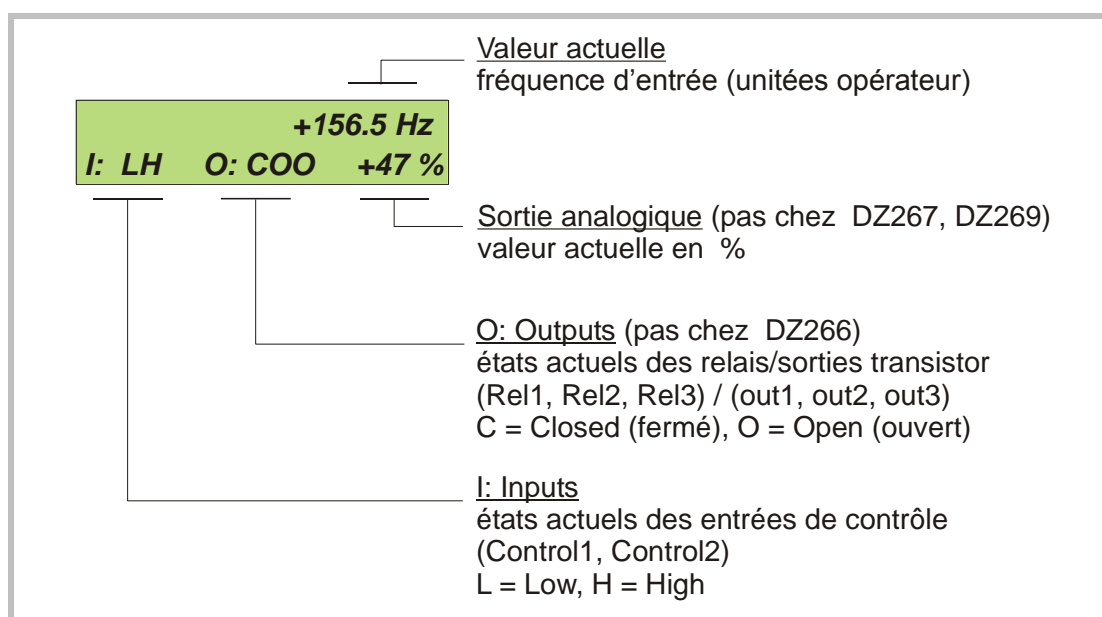 Valeur actuelle
fréquence d'entrée (unitées opérateur)
+156.5 Hz
I: LH O: COO +47 %
Sortie analogique (pas chez DZ267, DZ269)
valeur actuelle en %
O: Outputs (pas chez DZ266)
états actuels des relais/sorties transistor
(Rel1, Rel2, Rel3) / (out1, out2, out3)
C = Closed (fermé), O = Open (ouvert)
I: Inputs
états actuels des entrées de contrôle
(Control1, Control2)
L = Low, H = High